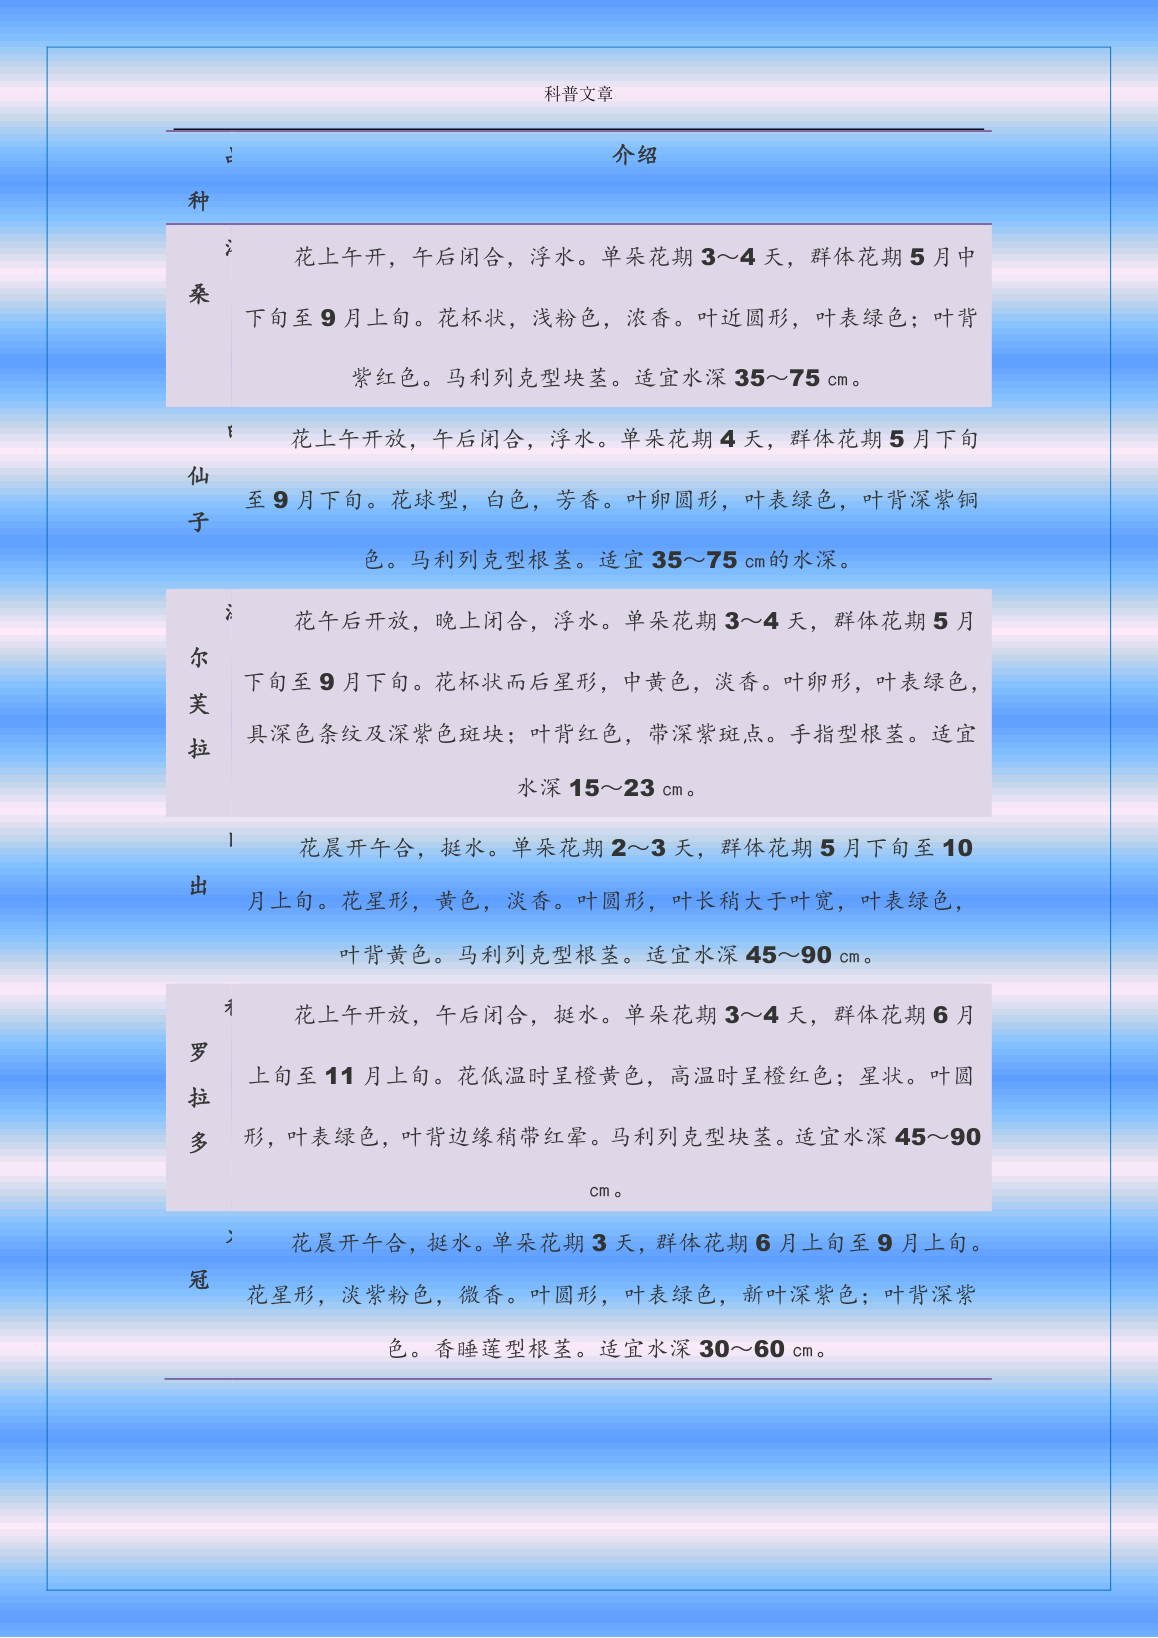 科普文章
介绍
种
桑
花上午开，午后闭合，浮水。单朵花期 3～4 天，群体花期 5 月中
下旬至 9 月上旬。花杯状，浅粉色，浓香。叶近圆形，叶表绿色；叶背
紫红色。马利列克型块茎。适宜水深 35～75 cm。
仙
子
花上午开放，午后闭合，浮水。单朵花期 4 天，群体花期 5 月下旬
至 9 月下旬。花球型，白色，芳香。叶卵圆形，叶表绿色，叶背深紫铜
色。马利列克型根茎。适宜 35～75 cm的水深。
尔
芙
拉
花午后开放，晚上闭合，浮水。单朵花期 3～4 天，群体花期 5 月
下旬至 9 月下旬。花杯状而后星形，中黄色，淡香。叶卵形，叶表绿色，
具深色条纹及深紫色斑块；叶背红色，带深紫斑点。手指型根茎。适宜
水深 15～23 cm。
出
花晨开午合，挺水。单朵花期 2～3 天，群体花期 5 月下旬至 10
月上旬。花星形，黄色，淡香。叶圆形，叶长稍大于叶宽，叶表绿色，
叶背黄色。马利列克型根茎。适宜水深 45～90 cm。
罗
拉
多
花上午开放，午后闭合，挺水。单朵花期 3～4 天，群体花期 6 月
上旬至 11 月上旬。花低温时呈橙黄色，高温时呈橙红色；星状。叶圆
形，叶表绿色，叶背边缘稍带红晕。马利列克型块茎。适宜水深 45～90
cm。
冠
花晨开午合，挺水。单朵花期 3 天，群体花期 6 月上旬至 9 月上旬。
花星形，淡紫粉色，微香。叶圆形，叶表绿色，新叶深紫色；叶背深紫
色。香睡莲型根茎。适宜水深 30～60 cm。